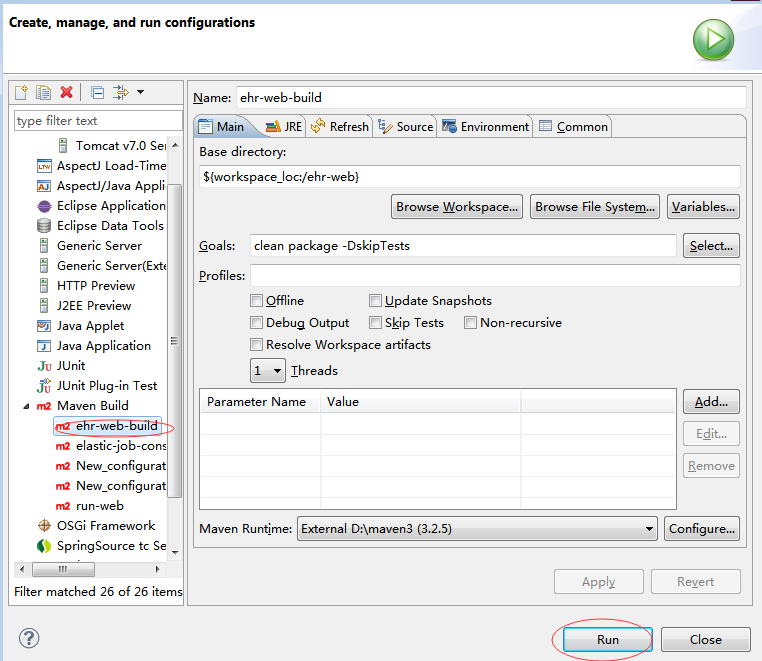 Create, manage, and run configurations
type filter text
Tomcat v7.0 Ser
AspectJ Load-Time
AspectJ/Java Appli
Eclipse Application
Eclipse Data Tools
Generic Server
Generic Server(Exte
HTTP Preview
J2EE Preview
Java Applet
Java Application
JUnit
JUnit Plug-in Test
Maven Build
ehr-web-build
elastic-job-cons
New_configurat
New_configurat
run-web
OSGi Framework
SpringSource tc Se
Filter matched 26 of 26 items
Name: ehr-web-build
Main JRE Refresh Source Environment Common
Base directory:
${workspace_loc:/ehr-web}
Browse Workspace... Browse File System... Variables...
Goals: clean package -DskipTests Select...
Profiles:
Offline Update Snapshots
Debug Output Skip Tests Non-recursive
Resolve Workspace artifacts
1 Threads
Parameter Name Value Add...
Edit...
Remove
Maven Runtime: External D:\maven3 (3.2.5) Configure...
Apply Revert
? Run Close